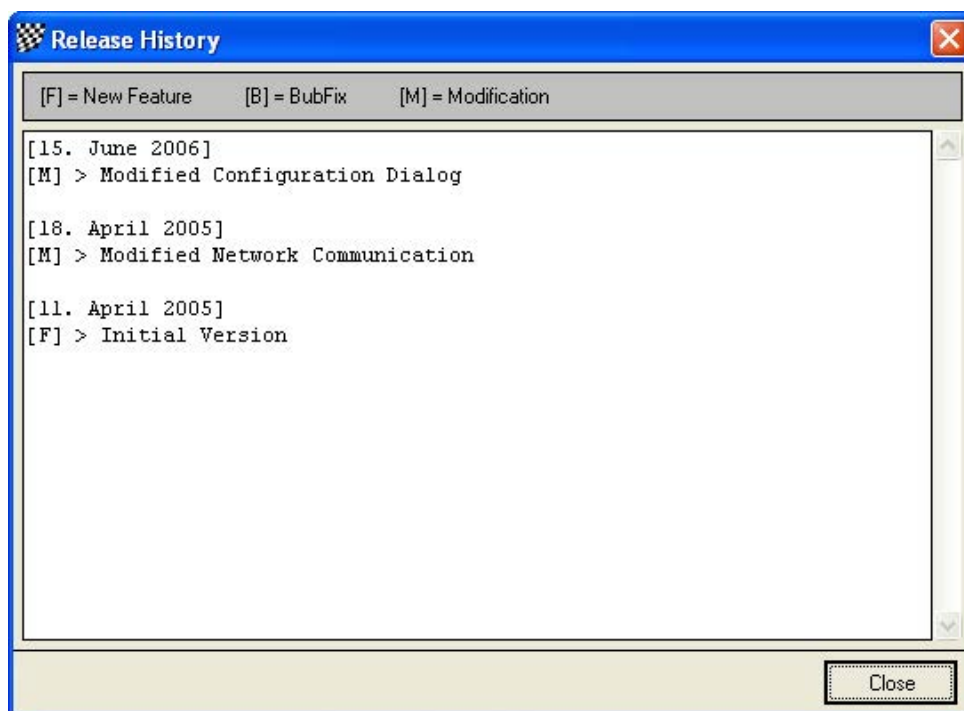 Release History
[F] = New Feature [B] = BubFix [M] = Modification
[15. June 2006]
[M] > Modified Configuration Dialog
[18. April 2005]
[M] > Modified Network Communication
[11. April 2005]
[F] > Initial Version
Close